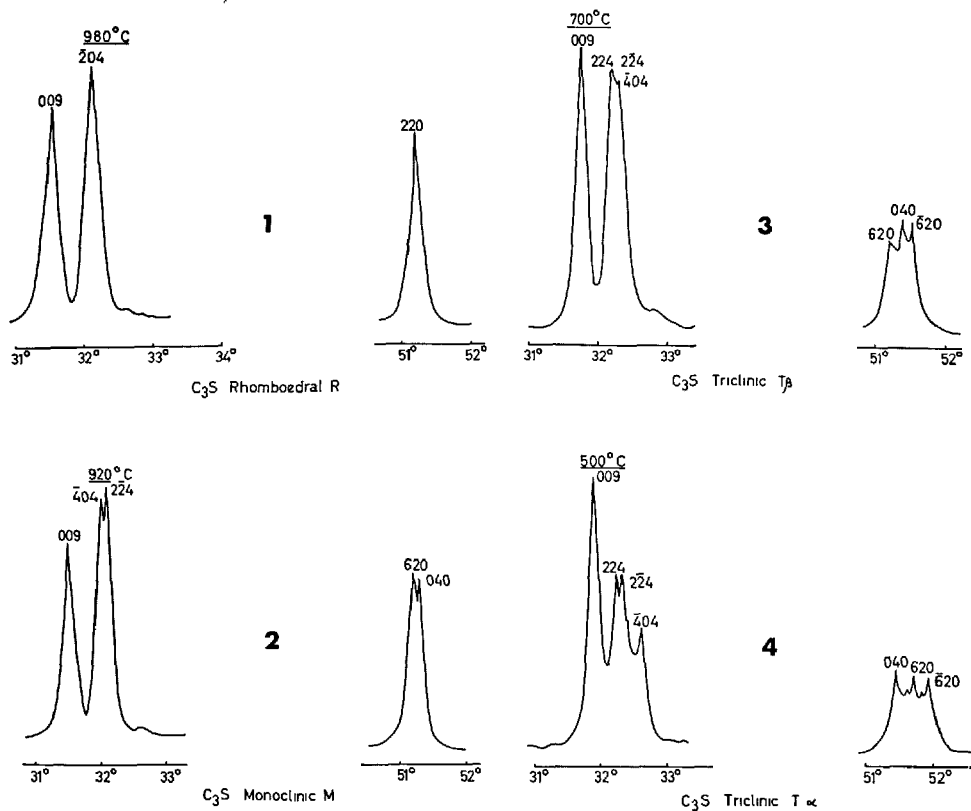 980°C
2̄04
009
220
1
31° 32° 33° 34°
51° 52°
C3S Rhomboedral R
700°C
009
224 22̄4
4̄04
040
620 6̄20
3
31° 32° 33°
51° 52°
C3S Triclinic Tβ
920°C
4̄04 22̄4
009
620
040
2
31° 32° 33°
51° 52°
C3S Monoclinic M
500°C
009
224
22̄4
4̄04
040 620
6̄20
4
31° 32° 33°
51° 52°
C3S Triclinic T α